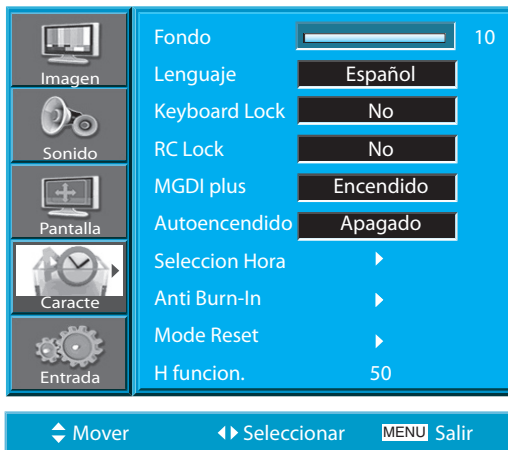 Imagen
Sonido
Pantalla
Caracte
Entrada
Fondo 10
Lenguaje Español
Keyboard Lock No
RC Lock No
MGDI plus Encendido
Autoencendido Apagado
Seleccion Hora
Anti Burn-In
Mode Reset
H funcion. 50
Mover Seleccionar MENU Salir